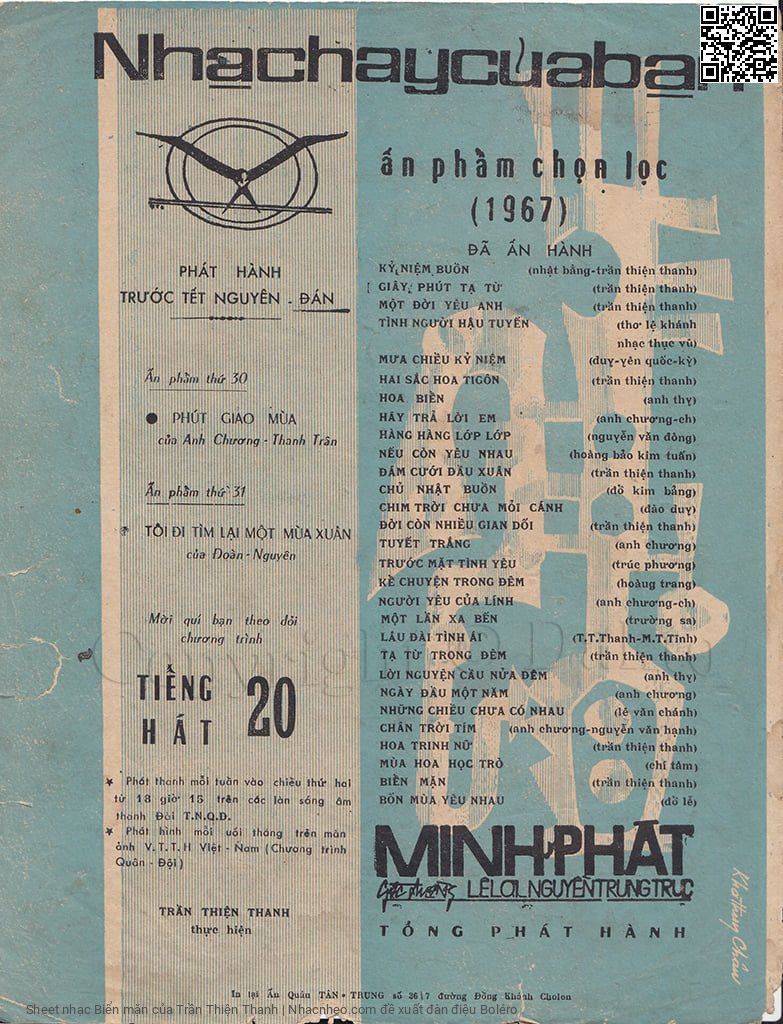 Nhạchaycủabạn
ấn phẩm chọn lọc
(1967)
PHÁT HÀNH
TRƯỚC TẾT NGUYÊN - ĐÁN
Ấn phẩm thứ 30
● PHÚT GIAO MÙA
của Anh Chương - Thanh Trân
Ấn phẩm thứ 31
TÔI ĐI TÌM LẠI MỘT MÙA XUÂN
của Đoàn - Nguyên
Mời quí bạn theo dõi
chương trình
TIẾNG
HÁT 20
★ Phát thanh mỗi tuần vào chiều thứ hai
từ 18 giờ 15 trên các làn sóng âm
thanh Đài T.N.Q.D.
★ Phát hình mỗi uối tháng trên màn
ảnh V.T.T.H Việt - Nam (Chương trình
Quân - Đội)
TRẦN THIỆN THANH
thực hiện
ĐÃ ẤN HÀNH
KỶ NIỆM BUỒN (nhật bằng-trần thiện thanh)
GIÂY PHÚT TẠ TỪ (trần thiện thanh)
MỘT ĐỜI YÊU ANH (trần thiện thanh)
TÌNH NGƯỜI HẬU TUYẾN (thơ lệ khánh
nhạc thục vũ)
MƯA CHIỀU KỶ NIỆM (duy-yên quốc-kỳ)
HAI SẮC HOA TIGÔN (trần thiện thanh)
HOA BIỂN (anh thy)
HÃY TRẢ LỜI EM (anh chương-ch)
HÀNG HÀNG LỚP LỚP (nguyễn văn đông)
NẾU CÒN YÊU NHAU (hoàng bảo kim tuấn)
ĐÁM CƯỚI ĐẦU XUÂN (trần thiện thanh)
CHỦ NHẬT BUỒN (đỗ kim bảng)
CHIM TRỜI CHƯA MỎI CÁNH (đào duy)
ĐỜI CÒN NHIỀU GIAN DỐI (trần thiện thanh)
TUYẾT TRẮNG (anh chương)
TRƯỚC MẶT TÌNH YÊU (trúc phương)
KỂ CHUYỆN TRONG ĐÊM (hoàng trang)
NGƯỜI YÊU CỦA LÍNH (anh chương-ch)
MỘT LẦN XA BẾN (trường sa)
LÂU ĐÀI TÌNH ÁI (T.T.Thanh-M.T.Tình)
TẠ TỪ TRONG ĐÊM (trần thiện thanh)
LỜI NGUYỆN CẦU NỬA ĐÊM (anh thy)
NGÀY ĐẦU MỘT NĂM (anh chương)
NHỮNG CHIỀU CHƯA CÓ NHAU (lê văn chánh)
CHÂN TRỜI TÍM (anh chương-nguyễn văn hạnh)
HOA TRINH NỮ (trần thiện thanh)
MÙA HOA HỌC TRÒ (chí tâm)
BIỂN MẶN (trần thiện thanh)
BỐN MÙA YÊU NHAU (đỗ lễ)
MINH PHÁT
LÊ LỢI, NGUYỄN TRUNG TRỰC
TỔNG PHÁT HÀNH
In tại Ấn Quán TÂN - TRUNG số 36/7 đường Đồng Khánh Cholon
Sheet nhạc Biển mặn của Trần Thiện Thanh | Nhacnheo.com đề xuất đàn điệu Boléro